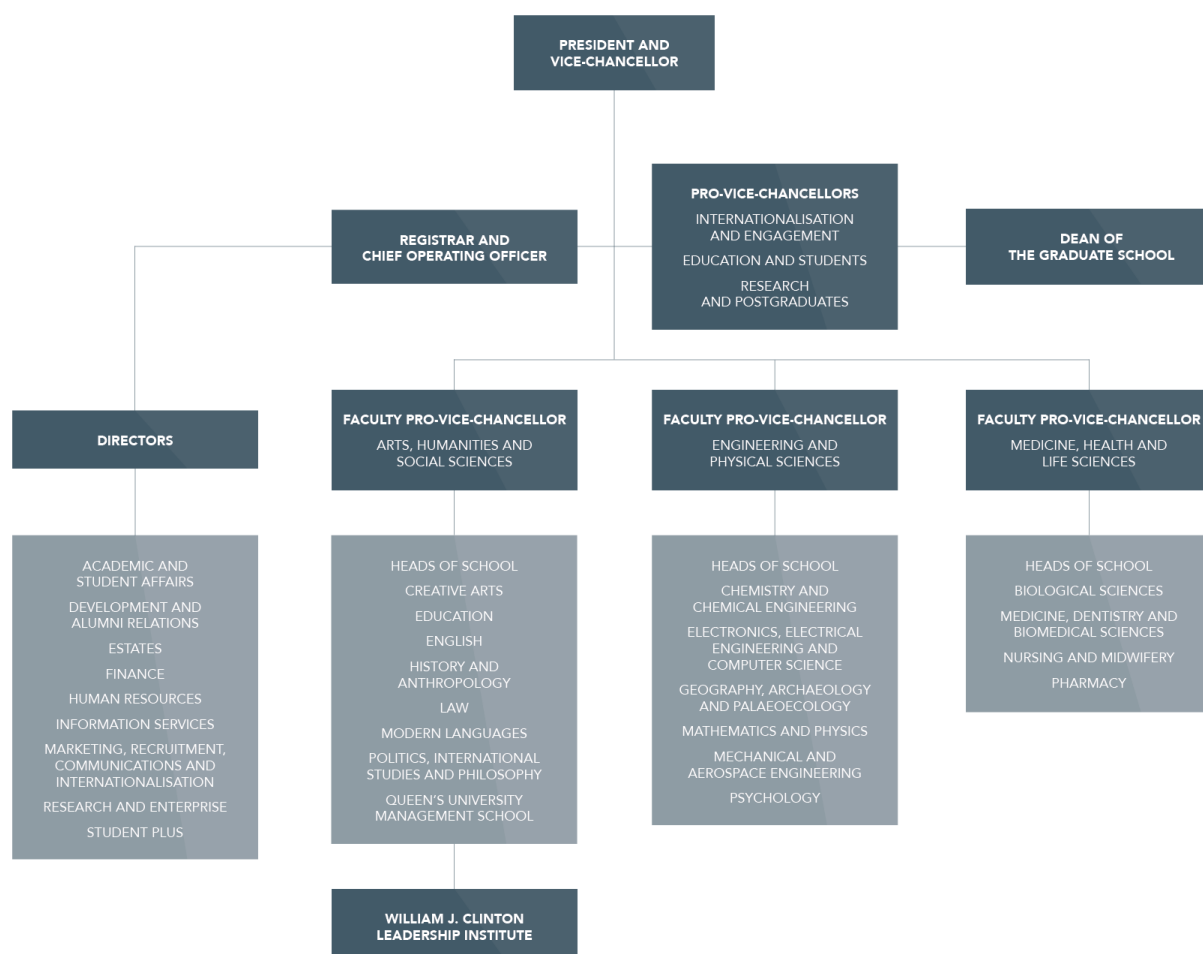 PRESIDENT AND
VICE-CHANCELLOR
REGISTRAR AND
CHIEF OPERATING OFFICER
PRO-VICE-CHANCELLORS
INTERNATIONALISATION
AND ENGAGEMENT
EDUCATION AND STUDENTS
RESEARCH
AND POSTGRADUATES
DEAN OF
THE GRADUATE SCHOOL
DIRECTORS
ACADEMIC AND
STUDENT AFFAIRS
DEVELOPMENT AND
ALUMNI RELATIONS
ESTATES
FINANCE
HUMAN RESOURCES
INFORMATION SERVICES
MARKETING, RECRUITMENT,
COMMUNICATIONS AND
INTERNATIONALISATION
RESEARCH AND ENTERPRISE
STUDENT PLUS
FACULTY PRO-VICE-CHANCELLOR
ARTS, HUMANITIES AND
SOCIAL SCIENCES
HEADS OF SCHOOL
CREATIVE ARTS
EDUCATION
ENGLISH
HISTORY AND
ANTHROPOLOGY
LAW
MODERN LANGUAGES
POLITICS, INTERNATIONAL
STUDIES AND PHILOSOPHY
QUEEN'S UNIVERSITY
MANAGEMENT SCHOOL
WILLIAM J. CLINTON
LEADERSHIP INSTITUTE
FACULTY PRO-VICE-CHANCELLOR
ENGINEERING AND
PHYSICAL SCIENCES
HEADS OF SCHOOL
CHEMISTRY AND
CHEMICAL ENGINEERING
ELECTRONICS, ELECTRICAL
ENGINEERING AND
COMPUTER SCIENCE
GEOGRAPHY, ARCHAEOLOGY
AND PALAEOECOLOGY
MATHEMATICS AND PHYSICS
MECHANICAL AND
AEROSPACE ENGINEERING
PSYCHOLOGY
FACULTY PRO-VICE-CHANCELLOR
MEDICINE, HEALTH AND
LIFE SCIENCES
HEADS OF SCHOOL
BIOLOGICAL SCIENCES
MEDICINE, DENTISTRY AND
BIOMEDICAL SCIENCES
NURSING AND MIDWIFERY
PHARMACY